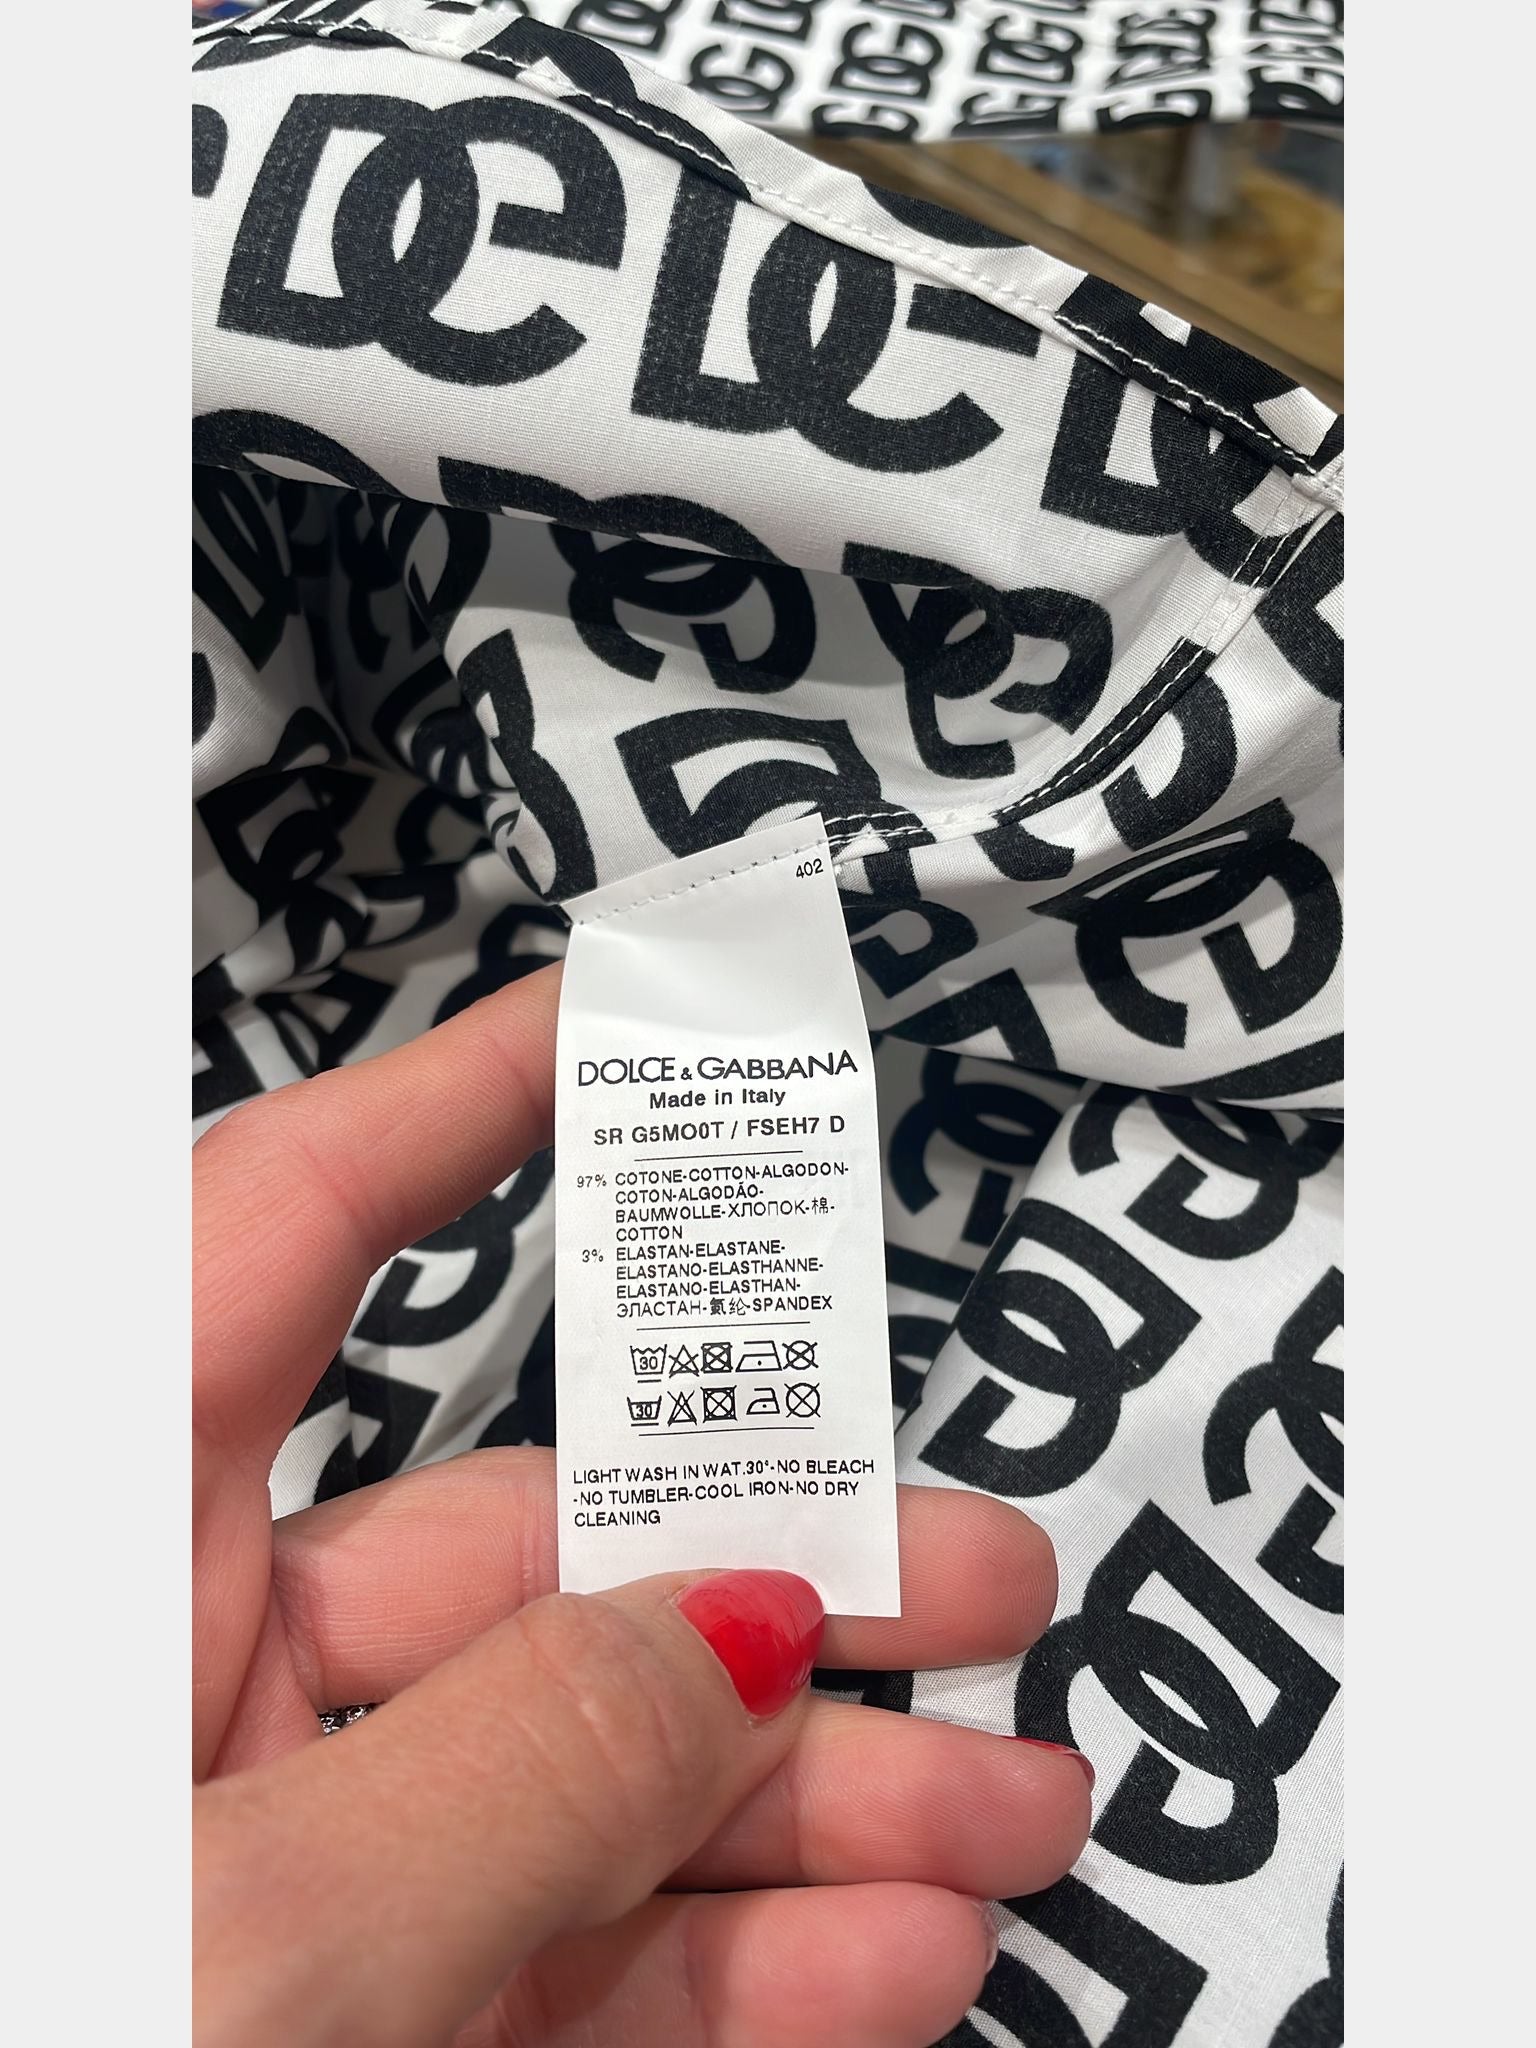 402
DOLCE & GABBANA
Made in Italy
SR G5MO0T / FSEH7 D
97% COTONE-COTTON-ALGODON-
COTON-ALGODÃO-
BAUMWOLLE-ХЛОПОК-棉-
COTTON
3% ELASTAN-ELASTANE-
ELASTANO-ELASTHANNE-
ELASTANO-ELASTHAN-
ЭЛАСТАН-氨纶-SPANDEX
30
30
LIGHT WASH IN WAT.30°-NO BLEACH
-NO TUMBLER-COOL IRON-NO DRY
CLEANING